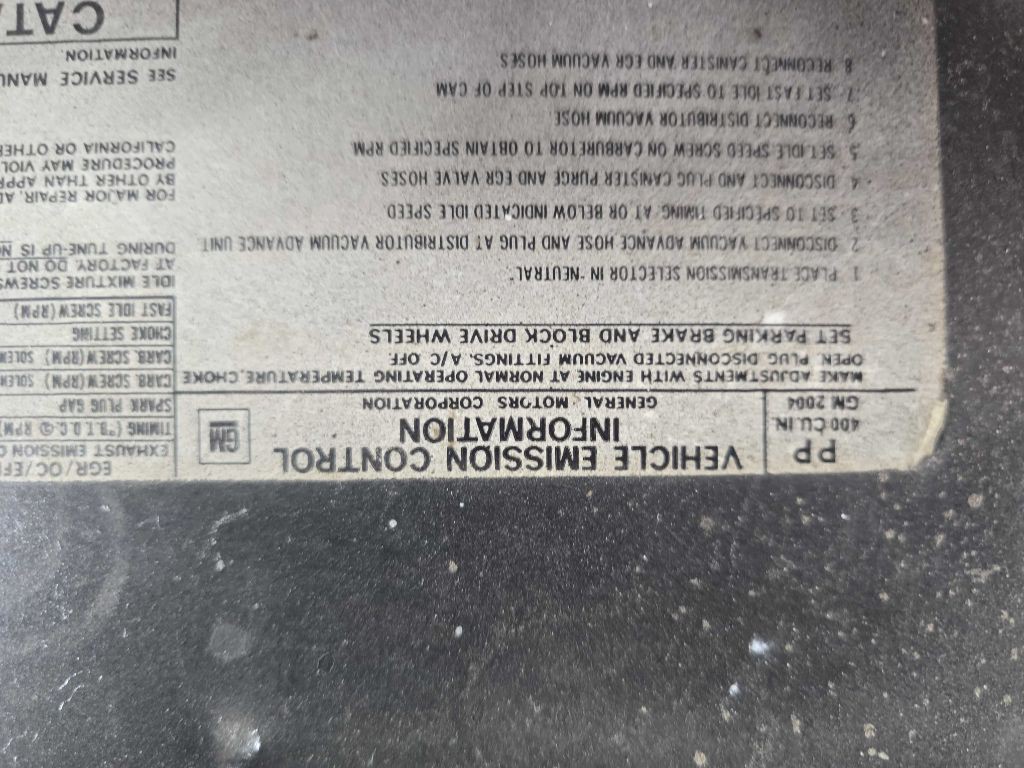 PP
400 CU. IN.
GM 2004
VEHICLE EMISSION CONTROL
INFORMATION
GENERAL MOTORS CORPORATION
GM
MAKE ADJUSTMENTS WITH ENGINE AT NORMAL OPERATING TEMPERATURE, CHOKE
OPEN, PLUG DISCONNECTED VACUUM FITTINGS, A/C OFF.
SET PARKING BRAKE AND BLOCK DRIVE WHEELS
1 PLACE TRANSMISSION SELECTOR IN "NEUTRAL".
2 DISCONNECT VACUUM ADVANCE HOSE AND PLUG AT DISTRIBUTOR VACUUM ADVANCE UNIT.
3 SET TO SPECIFIED TIMING AT OR BELOW INDICATED IDLE SPEED
4 DISCONNECT AND PLUG CANISTER PURGE AND EGR VALVE HOSES
5 SET IDLE SPEED SCREW ON CARBURETOR TO OBTAIN SPECIFIED RPM
6 RECONNECT DISTRIBUTOR VACUUM HOSE
7 SET FAST IDLE TO SPECIFIED RPM ON TOP STEP OF CAM
8 RECONNECT CANISTER AND EGR VACUUM HOSES
EGR/OC/EF
EXHAUST EMISSION C
TIMING (°B.T.D.C.@ RPM)
SPARK PLUG GAP
CARB. SCREW (RPM) SOLEN
CARB. SCREW (RPM) SOLEN
CHOKE SETTING
FAST IDLE SCREW (RPM)
IDLE MIXTURE SCREWS
AT FACTORY. DO NOT
DURING TUNE-UP IS N
FOR MAJOR REPAIR, AD
BY OTHER THAN APPR
PROCEDURE MAY VIOL
CALIFORNIA OR OTHER
SEE SERVICE MANU
INFORMATION.
CATA